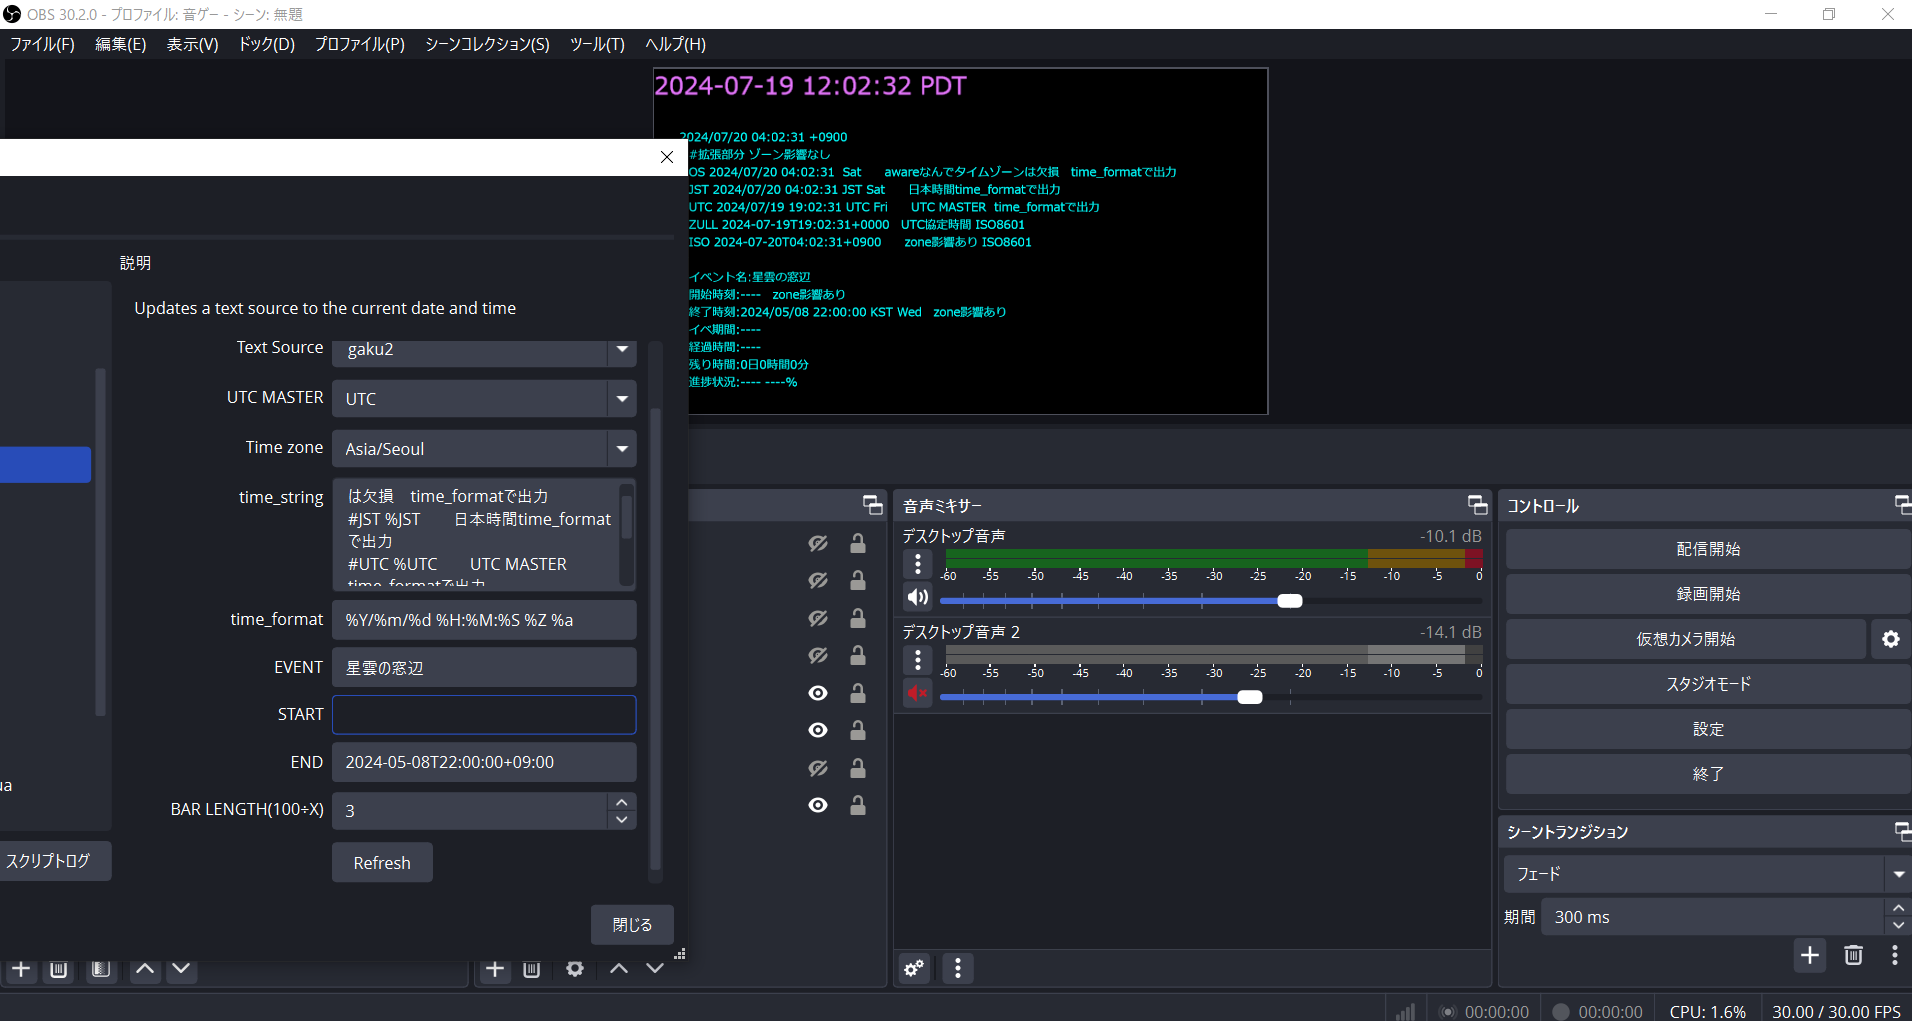 OBS 30.2.0 - プロファイル: 音ゲー - シーン: 無題
ファイル(F) 編集(E) 表示(V) ドック(D) プロファイル(P) シーンコレクション(S) ツール(T) ヘルプ(H)
2024-07-19 12:02:32 PDT
2024/07/20 04:02:31 +0900
#拡張部分 ゾーン影響なし
OS 2024/07/20 04:02:31 Sat awareなんでタイムゾーンは欠損 time_formatで出力
JST 2024/07/20 04:02:31 JST Sat 日本時間time_formatで出力
UTC 2024/07/19 19:02:31 UTC Fri UTC MASTER time_formatで出力
ZULL 2024-07-19T19:02:31+0000 UTC協定時間 ISO8601
ISO 2024-07-20T04:02:31+0900 zone影響あり ISO8601
イベント名:星雲の窓辺
開始時刻:---- zone影響あり
終了時刻:2024/05/08 22:00:00 KST Wed zone影響あり
イベ期間:----
経過時間:----
残り時間:0日0時間0分
進捗状況:---- ----%
説明
Updates a text source to the current date and time
Text Source gaku2
UTC MASTER UTC
Time zone Asia/Seoul
time_string は欠損 time_formatで出力
#JST %JST 日本時間time_format
で出力
#UTC %UTC UTC MASTER
time_formatで出力
time_format %Y/%m/%d %H:%M:%S %Z %a
EVENT 星雲の窓辺
START
END 2024-05-08T22:00:00+09:00
BAR LENGTH(100÷X) 3
Refresh
ua
スクリプトログ
閉じる
音声ミキサー
デスクトップ音声 -10.1 dB
-60 -55 -50 -45 -40 -35 -30 -25 -20 -15 -10 -5 0
デスクトップ音声 2 -14.1 dB
-60 -55 -50 -45 -40 -35 -30 -25 -20 -15 -10 -5 0
コントロール
配信開始
録画開始
仮想カメラ開始
スタジオモード
設定
終了
シーントランジション
フェード
期間 300 ms
00:00:00 00:00:00 CPU: 1.6% 30.00 / 30.00 FPS